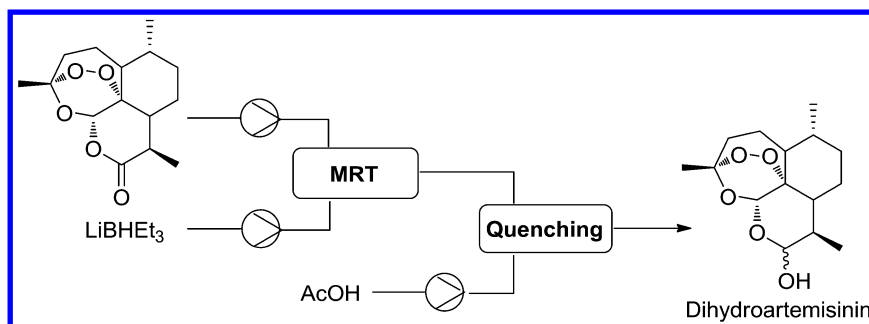 O-O
O
O
O
MRT
LiBHEt₃
Quenching
AcOH
O-O
O
O
OH
Dihydroartemisinin